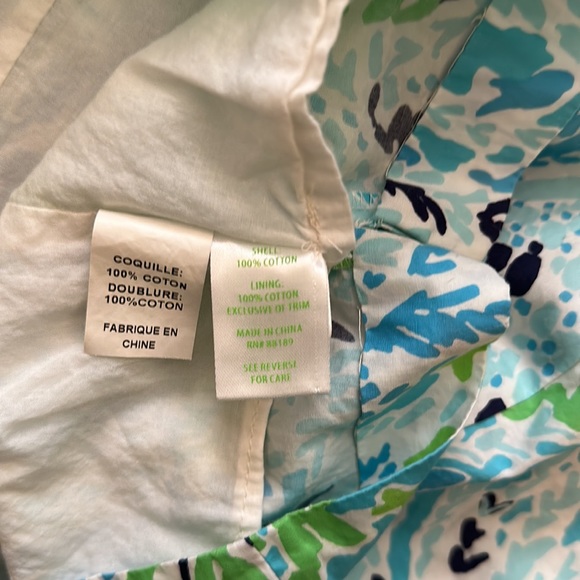 COQUILLE:
100% COTON
DOUBLURE:
100%COTON
FABRIQUE EN
CHINE
SHELL
100% COTTON
LINING:
100% COTTON
EXCLUSIVE OF TRIM
MADE IN CHINA
RN# 88189
SEE REVERSE
FOR CARE